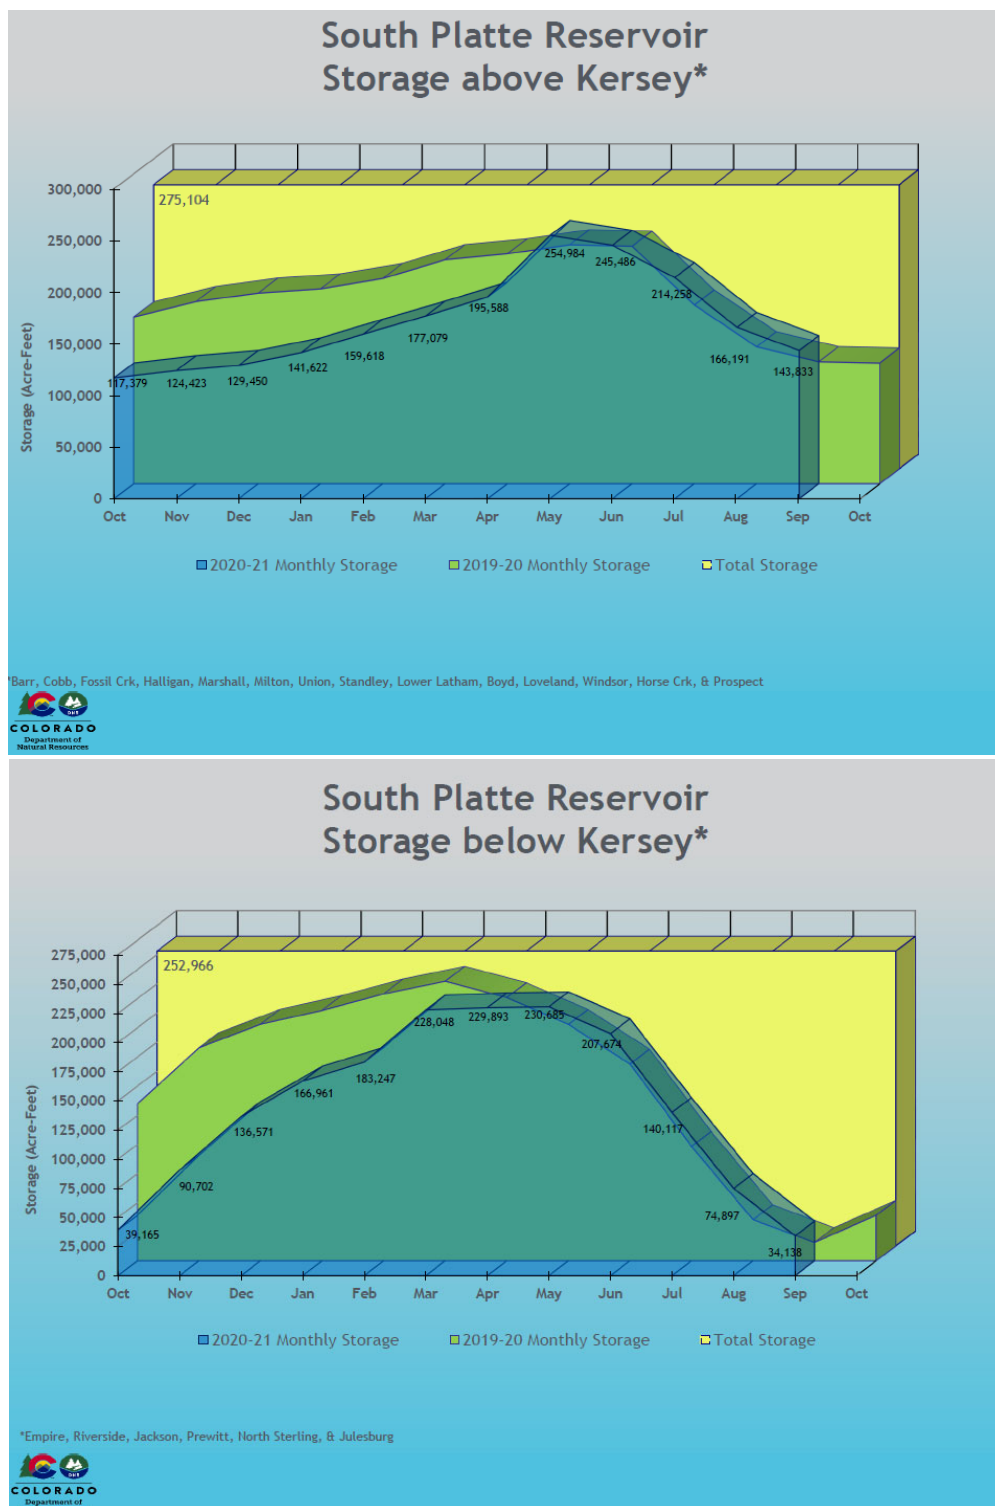 South Platte Reservoir
Storage above Kersey*
300,000
250,000
200,000
150,000
100,000
50,000
0
Storage (Acre-Feet)
275,104
117,379
124,423
129,450
141,622
159,618
177,079
195,588
254,984
245,486
214,258
166,191
143,833
Oct Nov Dec Jan Feb Mar Apr May Jun Jul Aug Sep Oct
2020-21 Monthly Storage 2019-20 Monthly Storage Total Storage
*Barr, Cobb, Fossil Crk, Halligan, Marshall, Milton, Union, Standley, Lower Latham, Boyd, Loveland, Windsor, Horse Crk, & Prospect
DNR
COLORADO
Department of
Natural Resources
South Platte Reservoir
Storage below Kersey*
275,000
250,000
225,000
200,000
175,000
150,000
125,000
100,000
75,000
50,000
25,000
0
Storage (Acre-Feet)
252,966
39,165
90,702
136,571
166,961
183,247
228,048
229,893
230,685
207,674
140,117
74,897
34,138
Oct Nov Dec Jan Feb Mar Apr May Jun Jul Aug Sep Oct
2020-21 Monthly Storage 2019-20 Monthly Storage Total Storage
*Empire, Riverside, Jackson, Prewitt, North Sterling, & Julesburg
DNR
COLORADO
Department of